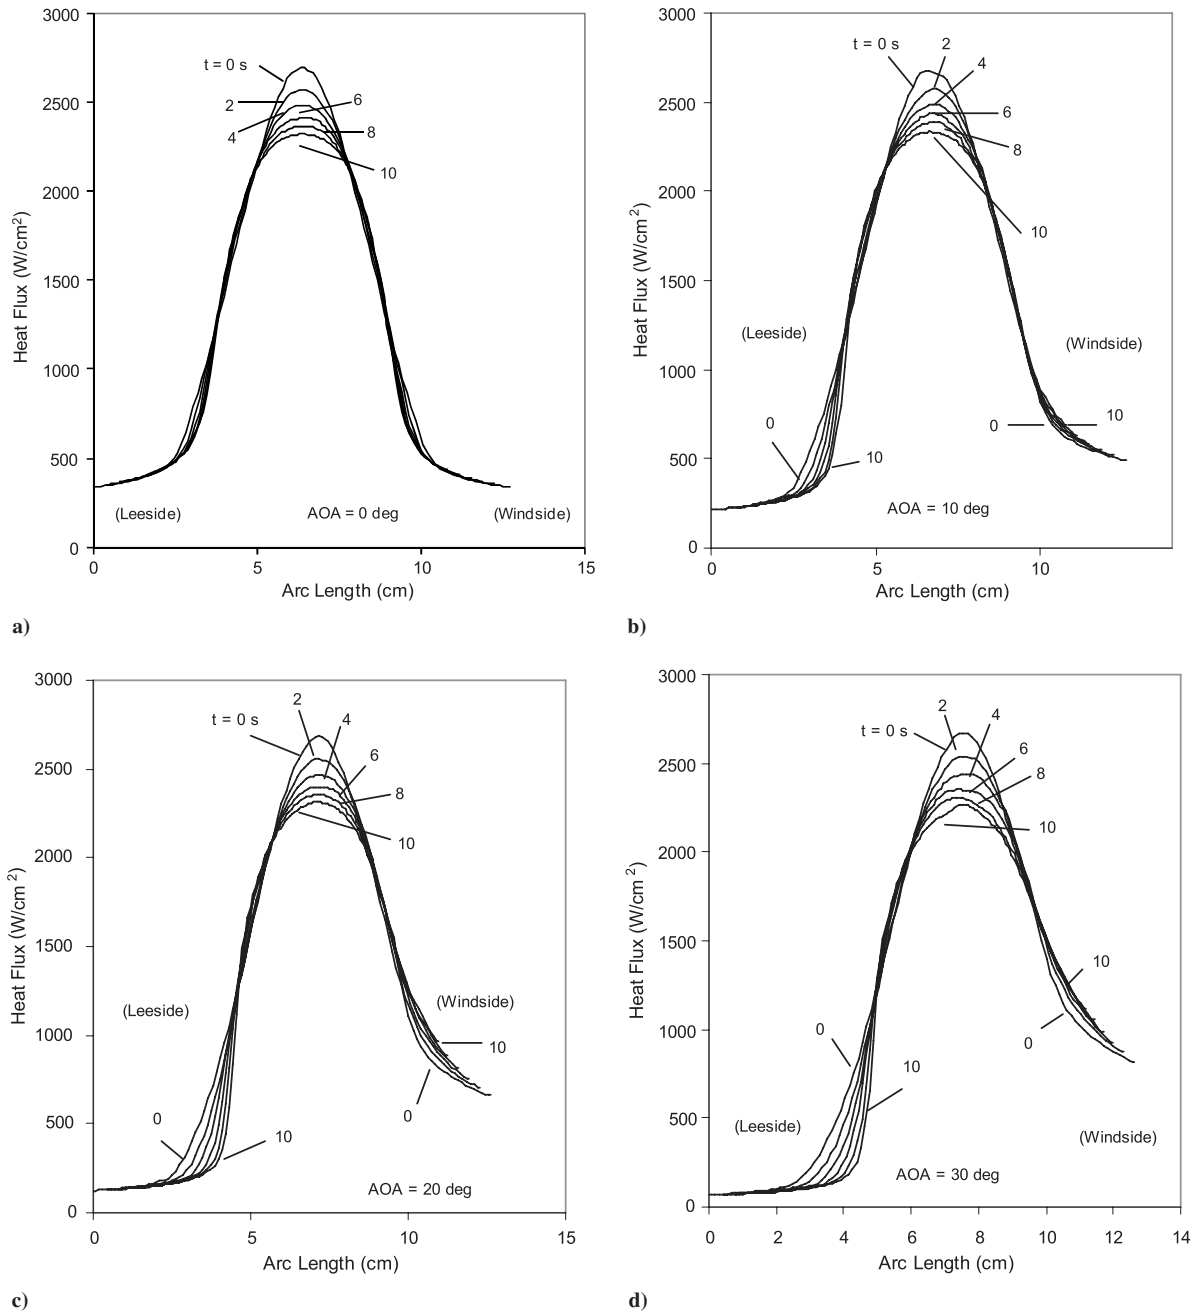 3000
2500
2000
1500
1000
500
0
0
5
10
15
Heat Flux (W/cm2)
Arc Length (cm)
t = 0 s
2
4
6
8
10
(Leeside)
AOA = 0 deg
(Windside)
a)
3000
2500
2000
1500
1000
500
0
0
5
10
Heat Flux (W/cm2)
Arc Length (cm)
t = 0 s
2
4
6
8
10
(Leeside)
(Windside)
0
10
0
10
AOA = 10 deg
b)
3000
2500
2000
1500
1000
500
0
0
5
10
15
Heat Flux (W/cm2)
Arc Length (cm)
t = 0 s
2
4
6
8
10
(Leeside)
(Windside)
10
0
0
10
AOA = 20 deg
c)
3000
2500
2000
1500
1000
500
0
0
2
4
6
8
10
12
14
Heat Flux (W/cm2)
Arc Length (cm)
t = 0 s
2
4
6
8
10
10
0
0
10
(Leeside)
(Windside)
AOA = 30 deg
d)